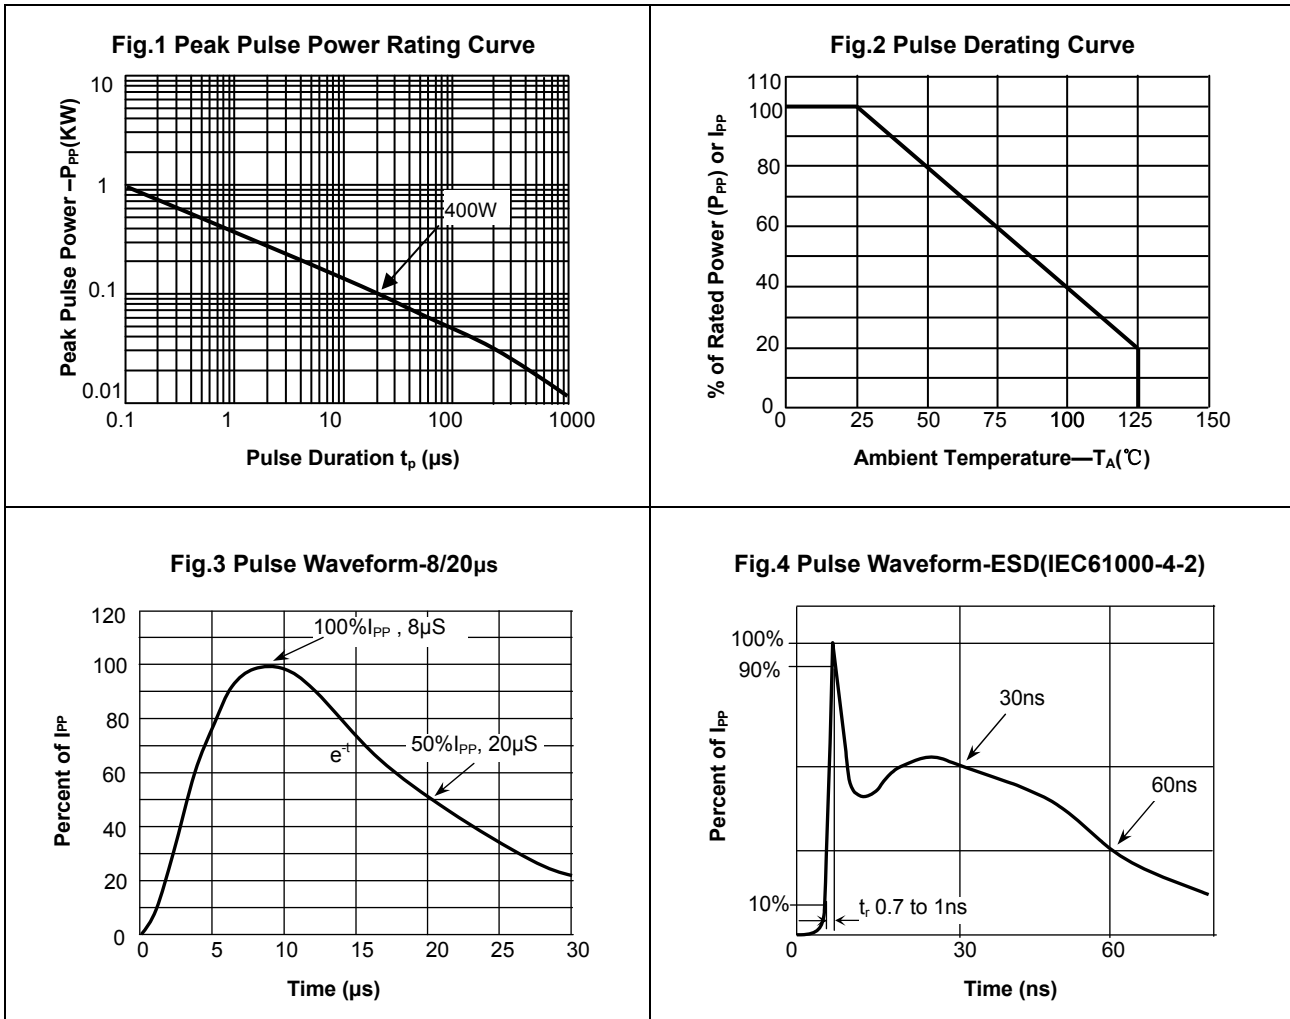 Fig.1 Peak Pulse Power Rating Curve
Peak Pulse Power –PPP(KW)
10
1
0.1
0.01
400W
0.1 1 10 100 1000
Pulse Duration tp (µs)
Fig.2 Pulse Derating Curve
% of Rated Power (PPP) or IPP
110
100
80
60
40
20
0
0 25 50 75 100 125 150
Ambient Temperature—TA(℃)
Fig.3 Pulse Waveform-8/20µs
Percent of IPP
120
100
80
60
40
20
0
100%IPP , 8µS
e-t
50%IPP, 20µS
0 5 10 15 20 25 30
Time (µs)
Fig.4 Pulse Waveform-ESD(IEC61000-4-2)
Percent of IPP
100%
90%
10%
30ns
60ns
tr 0.7 to 1ns
0 30 60
Time (ns)